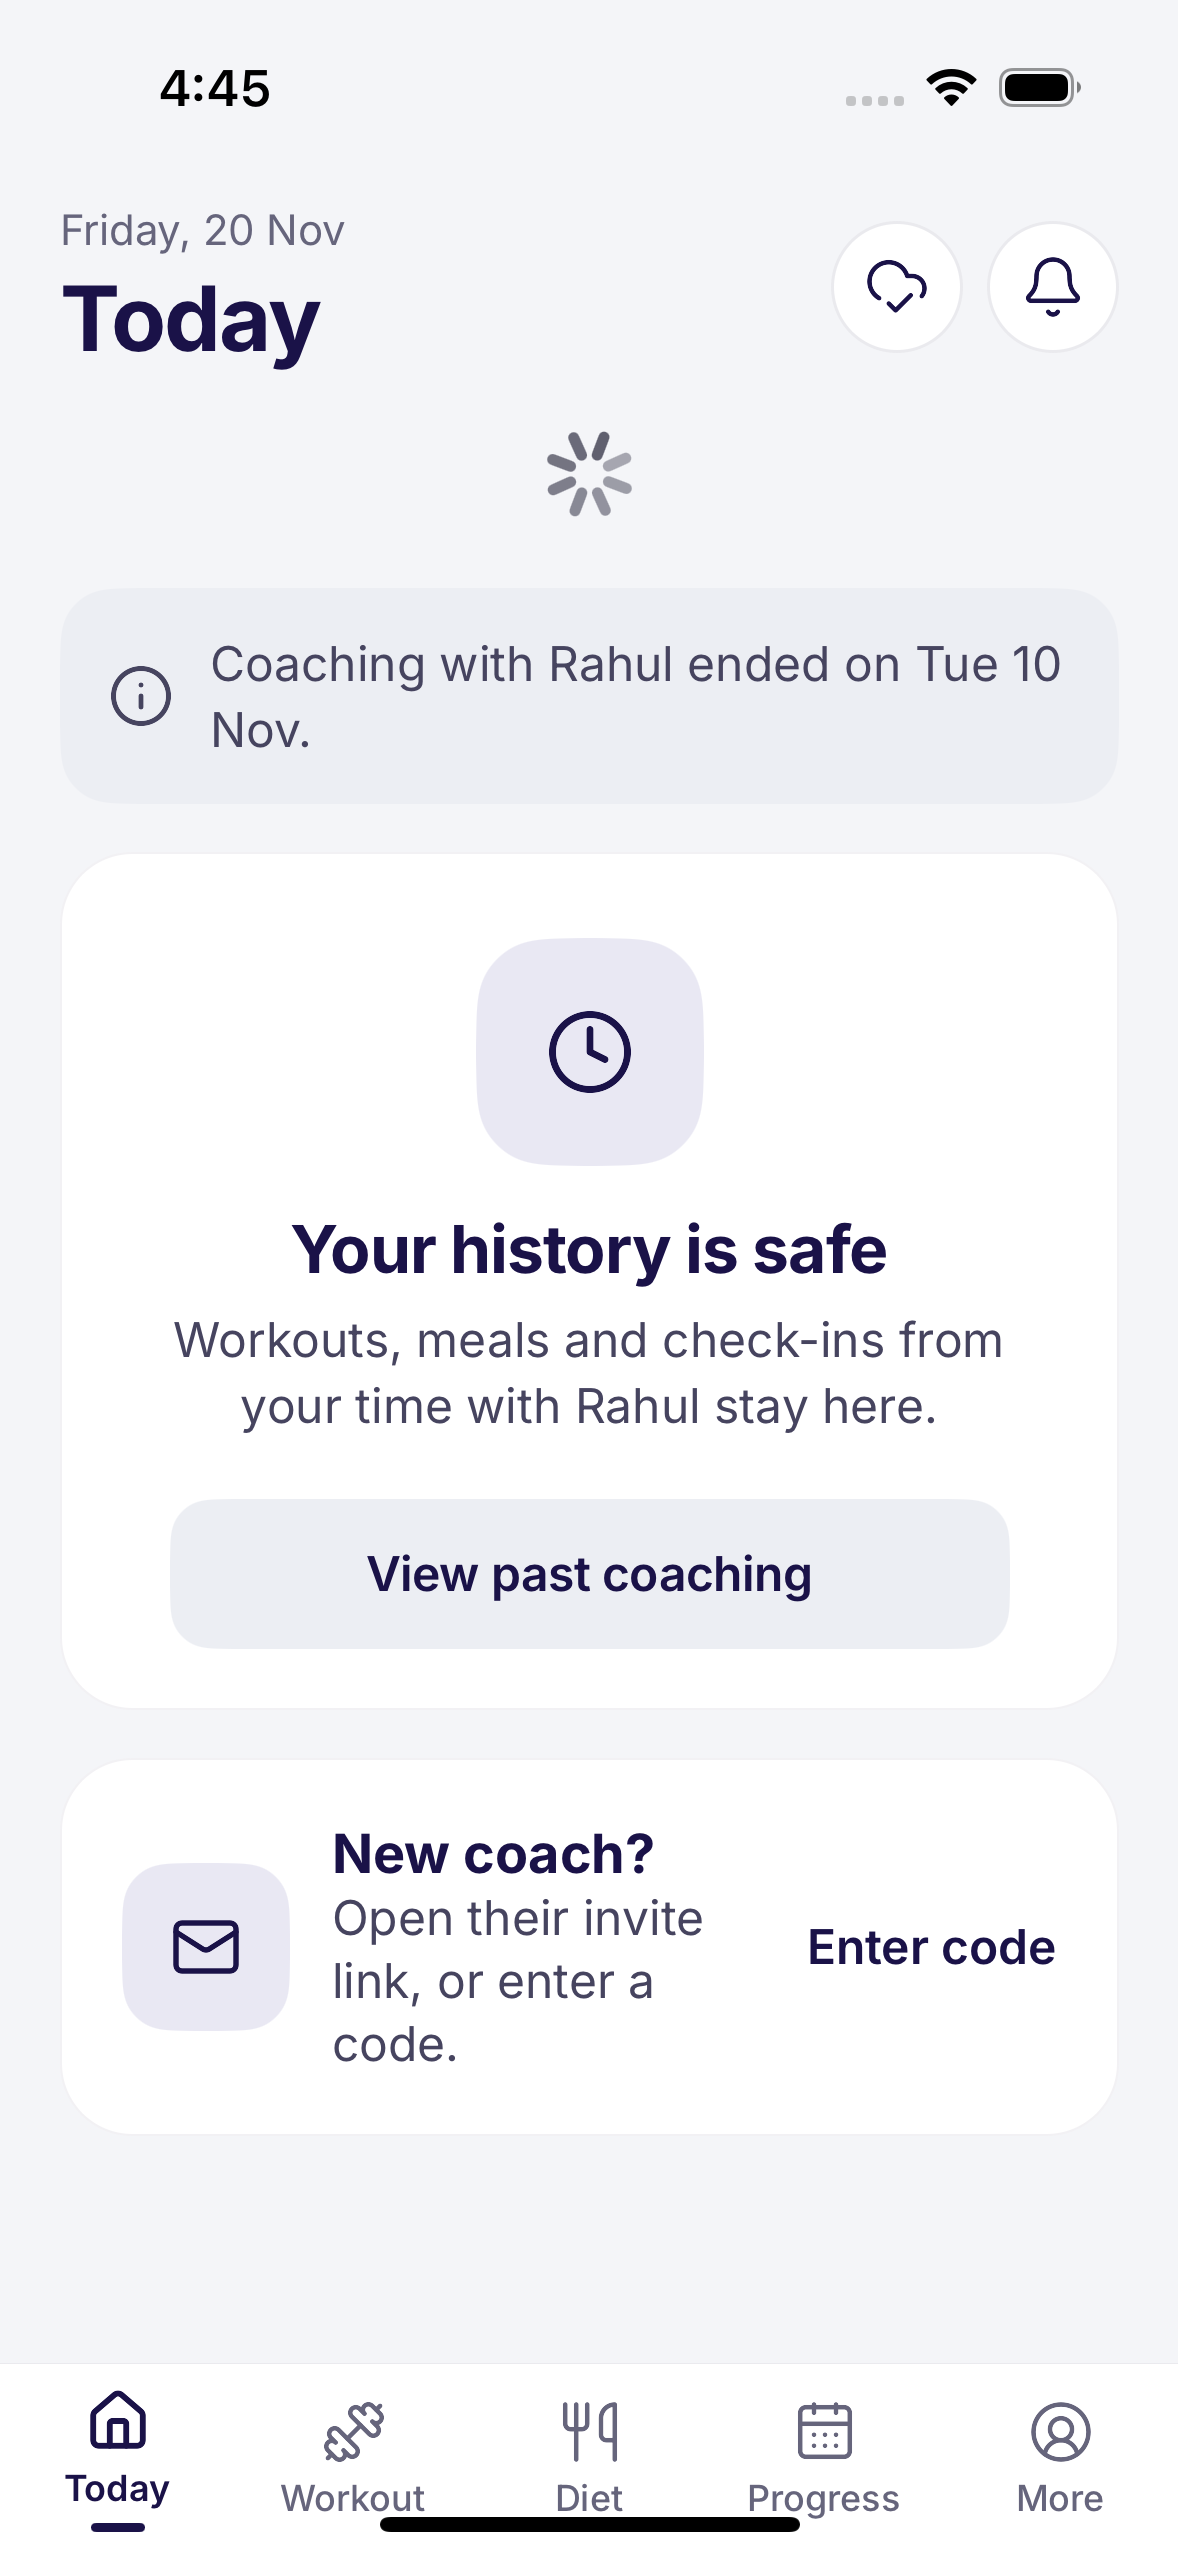 4:45
Friday, 20 Nov
Today
Coaching with Rahul ended on Tue 10
Nov.
Your history is safe
Workouts, meals and check-ins from
your time with Rahul stay here.
View past coaching
New coach?
Open their invite
link, or enter a
code.
Enter code
Today
Workout
Diet
Progress
More